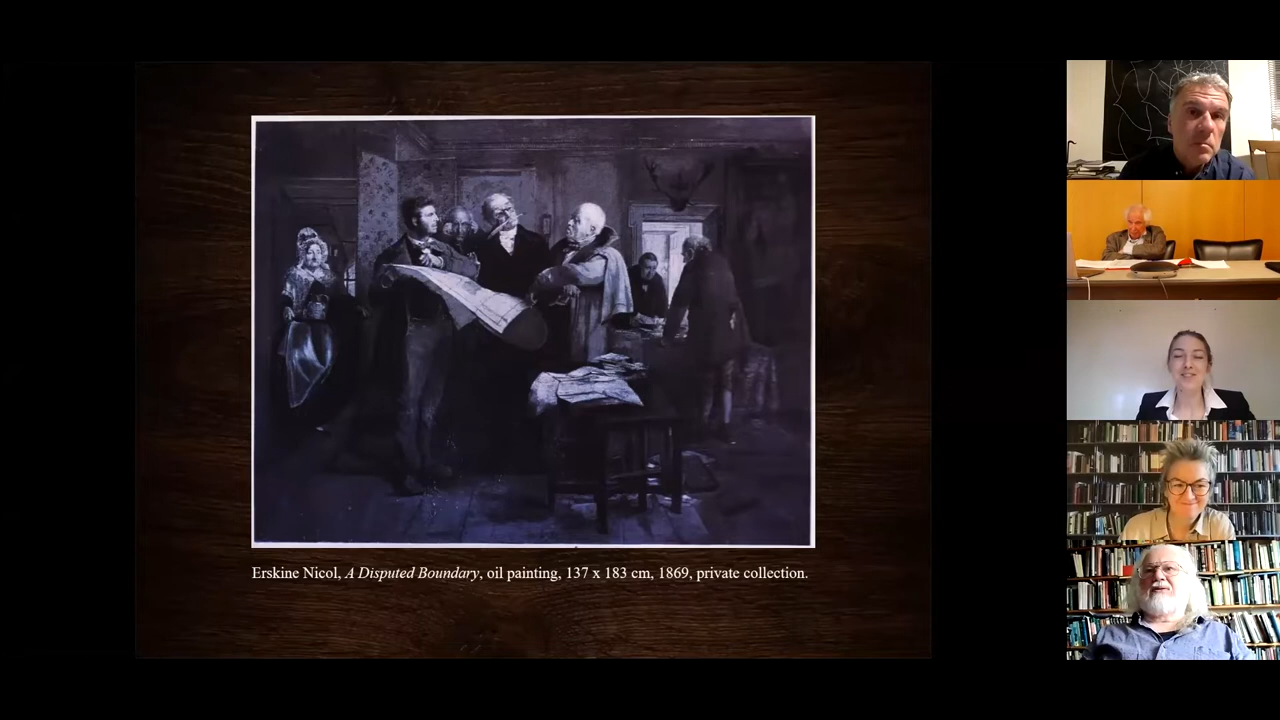 Erskine Nicol, A Disputed Boundary, oil painting, 137 x 183 cm, 1869, private collection.